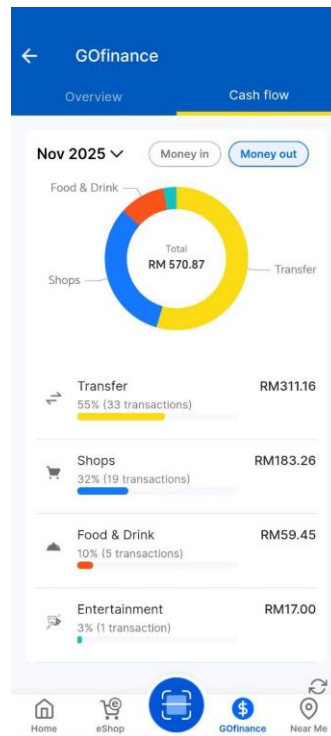 GOfinance
Overview
Cash flow
Nov 2025
Money in
Money out
Food & Drink
Total
RM 570.87
Transfer
Shops
Transfer
RM311.16
55% (33 transactions)
Shops
RM183.26
32% (19 transactions)
Food & Drink
RM59.45
10% (5 transactions)
Entertainment
RM17.00
3% (1 transaction)
Home
eShop
GOfinance
Near Me